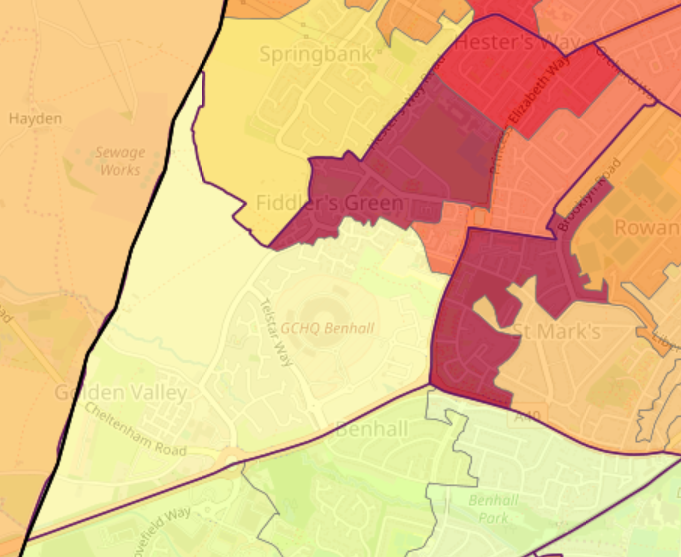 Springbank
Hester's Way
Hayden
Sewage
Works
Princess Elizabeth Way
Fiddler's Green
Brooklyn Road
Rowan
Telstar Way
GCHQ Benhall
St Mark's
Golden Valley
Cheltenham Road
A40
Benhall
Benhall
Park